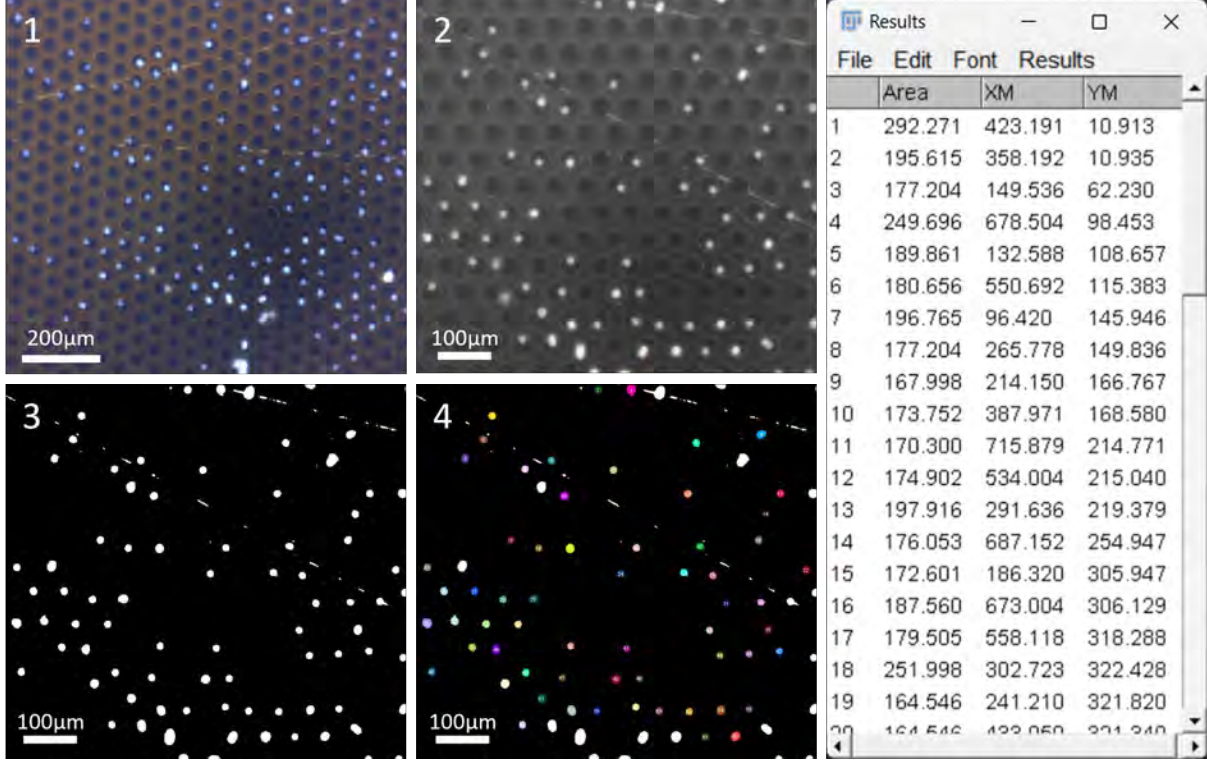 1
200μm
2
100μm
3
100μm
4
100μm
Results
File Edit Font Results
Area XM YM
1 292.271 423.191 10.913
2 195.615 358.192 10.935
3 177.204 149.536 62.230
4 249.696 678.504 98.453
5 189.861 132.588 108.657
6 180.656 550.692 115.383
7 196.765 96.420 145.946
8 177.204 265.778 149.836
9 167.998 214.150 166.767
10 173.752 387.971 168.580
11 170.300 715.879 214.771
12 174.902 534.004 215.040
13 197.916 291.636 219.379
14 176.053 687.152 254.947
15 172.601 186.320 305.947
16 187.560 673.004 306.129
17 179.505 558.118 318.288
18 251.998 302.723 322.428
19 164.546 241.210 321.820